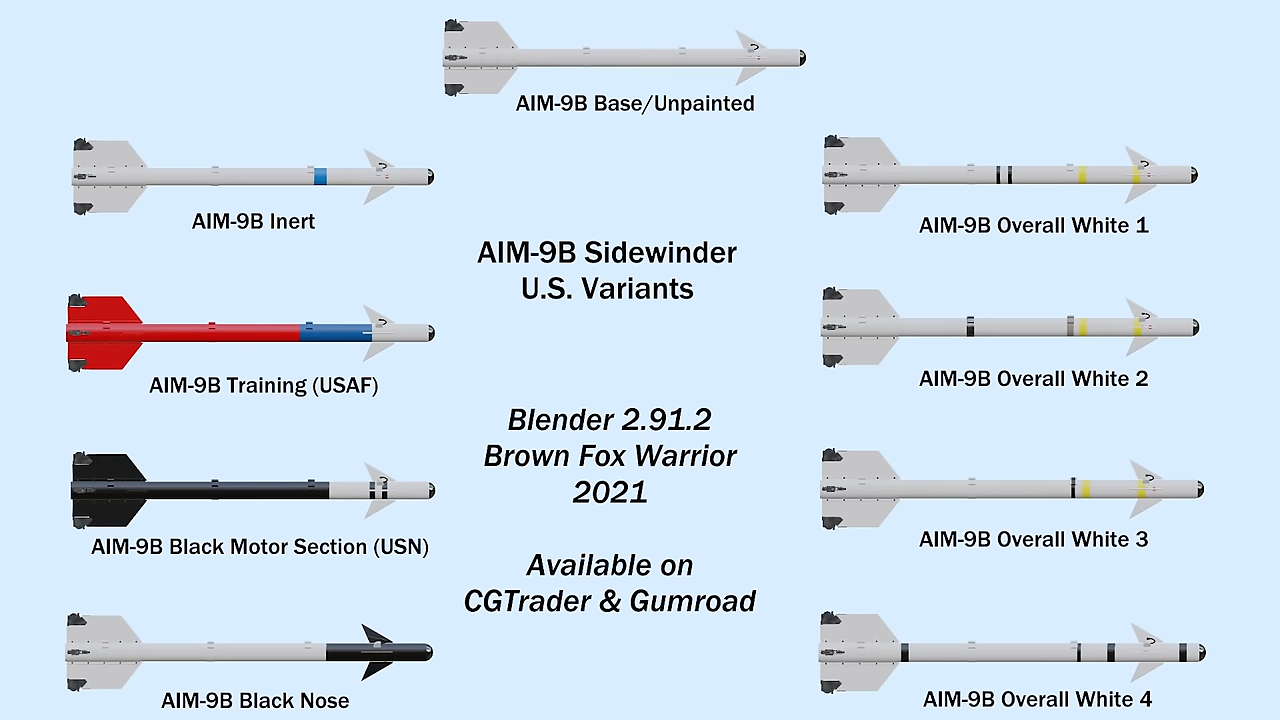 AIM-9B Base/Unpainted
AIM-9B Inert
AIM-9B Overall White 1
AIM-9B Sidewinder
U.S. Variants
AIM-9B Training (USAF)
AIM-9B Overall White 2
Blender 2.91.2
Brown Fox Warrior
2021
AIM-9B Black Motor Section (USN)
AIM-9B Overall White 3
Available on
CGTrader & Gumroad
AIM-9B Black Nose
AIM-9B Overall White 4